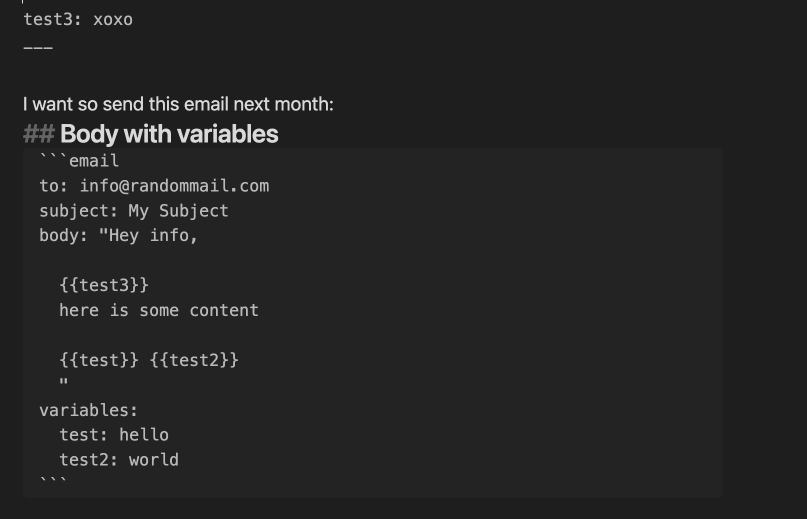 test3: xoxo
---
I want so send this email next month:
## Body with variables
```email
to: info@randommail.com
subject: My Subject
body: "Hey info,
{{test3}}
here is some content
{{test}} {{test2}}
"
variables:
test: hello
test2: world
```